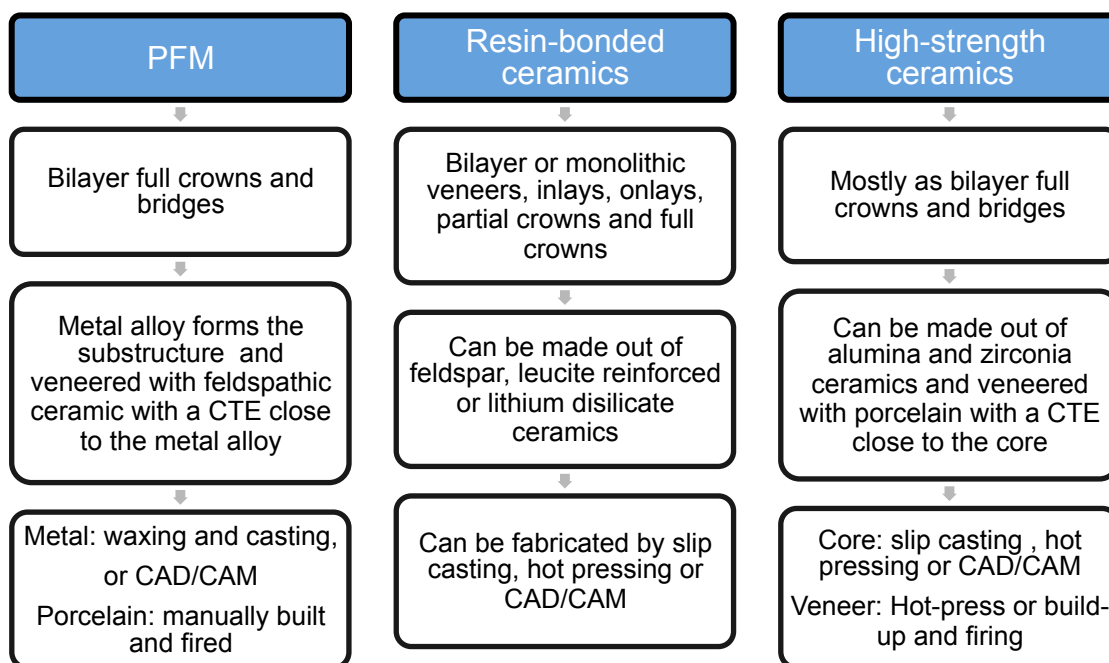 PFM
Bilayer full crowns and
bridges
Metal alloy forms the
substructure and
veneered with feldspathic
ceramic with a CTE close
to the metal alloy
Metal: waxing and casting,
or CAD/CAM
Porcelain: manually built
and fired
Resin-bonded
ceramics
Bilayer or monolithic
veneers, inlays, onlays,
partial crowns and full
crowns
Can be made out of
feldspar, leucite reinforced
or lithium disilicate
ceramics
Can be fabricated by slip
casting, hot pressing or
CAD/CAM
High-strength
ceramics
Mostly as bilayer full
crowns and bridges
Can be made out of
alumina and zirconia
ceramics and veneered
with porcelain with a CTE
close to the core
Core: slip casting , hot
pressing or CAD/CAM
Veneer: Hot-press or build-
up and firing